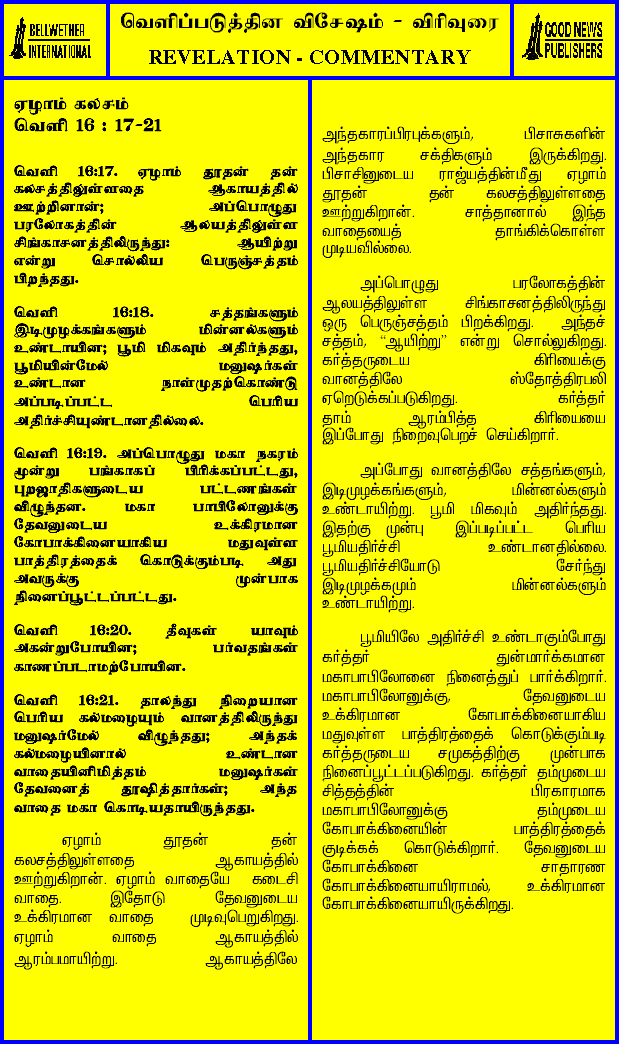 BELLWETHER
INTERNATIONAL
வெளிப்படுத்தின விசேஷம் - விரிவுரை
REVELATION - COMMENTARY
GOOD NEWS
PUBLISHERS
ஏழாம் கலசம்
வெளி 16 : 17-21
வெளி 16:17. ஏழாம் தூதன் தன்
கலசத்திலுள்ளதை ஆகாயத்தில்
ஊற்றினான்; அப்பொழுது
பரலோகத்தின் ஆலயத்திலுள்ள
சிங்காசனத்திலிருந்து: ஆயிற்று
என்று சொல்லிய பெருஞ்சத்தம்
பிறந்தது.
வெளி 16:18. சத்தங்களும்
இடிமுழக்கங்களும் மின்னல்களும்
உண்டாயின; பூமி மிகவும் அதிர்ந்தது,
பூமியின்மேல் மனுஷர்கள்
உண்டான நாள்முதற்கொண்டு
அப்படிப்பட்ட பெரிய
அதிர்ச்சியுண்டானதில்லை.
வெளி 16:19. அப்பொழுது மகா நகரம்
மூன்று பங்காகப் பிரிக்கப்பட்டது,
புறஜாதிகளுடைய பட்டணங்கள்
விழுந்தன. மகா பாபிலோனுக்கு
தேவனுடைய உக்கிரமான
கோபாக்கினையாகிய மதுவுள்ள
பாத்திரத்தைக் கொடுக்கும்படி அது
அவருக்கு முன்பாக
நினைப்பூட்டப்பட்டது.
வெளி 16:20. தீவுகள் யாவும்
அகன்றுபோயின; பர்வதங்கள்
காணப்படாமற்போயின.
வெளி 16:21. தாலந்து நிறையான
பெரிய கல்மழையும் வானத்திலிருந்து
மனுஷர்மேல் விழுந்தது; அந்தக்
கல்மழையினால் உண்டான
வாதையினிமித்தம் மனுஷர்கள்
தேவனைத் தூஷித்தார்கள்; அந்த
வாதை மகா கொடியதாயிருந்தது.
ஏழாம் தூதன் தன்
கலசத்திலுள்ளதை ஆகாயத்தில்
ஊற்றுகிறான். ஏழாம் வாதையே கடைசி
வாதை. இதோடு தேவனுடைய
உக்கிரமான வாதை முடிவுபெறுகிறது.
ஏழாம் வாதை ஆகாயத்தில்
ஆரம்பமாயிற்று. ஆகாயத்திலே
அந்தகாரப்பிரபுக்களும், பிசாசுகளின்
அந்தகார சக்திகளும் இருக்கிறது.
பிசாசினுடைய ராஜ்யத்தின்மீது ஏழாம்
தூதன் தன் கலசத்திலுள்ளதை
ஊற்றுகிறான். சாத்தானால் இந்த
வாதையைத் தாங்கிக்கொள்ள
முடியவில்லை.
அப்பொழுது பரலோகத்தின்
ஆலயத்திலுள்ள சிங்காசனத்திலிருந்து
ஒரு பெருஞ்சத்தம் பிறக்கிறது. அந்தச்
சத்தம், “ஆயிற்று” என்று சொல்லுகிறது.
கர்த்தருடைய கிரியைக்கு
வானத்திலே ஸ்தோத்திரபலி
ஏறெடுக்கப்படுகிறது. கர்த்தர்
தாம் ஆரம்பித்த கிரியையை
இப்போது நிறைவுபெறச் செய்கிறார்.
அப்போது வானத்திலே சத்தங்களும்,
இடிமுழக்கங்களும், மின்னல்களும்
உண்டாயிற்று. பூமி மிகவும் அதிர்ந்தது.
இதற்கு முன்பு இப்படிப்பட்ட பெரிய
பூமியதிர்ச்சி உண்டானதில்லை.
பூமியதிர்ச்சியோடு சேர்ந்து
இடிமுழக்கமும் மின்னல்களும்
உண்டாயிற்று.
பூமியிலே அதிர்ச்சி உண்டாகும்போது
கர்த்தர் துன்மார்க்கமான
மகாபாபிலோனை நினைத்துப் பார்க்கிறார்.
மகாபாபிலோனுக்கு, தேவனுடைய
உக்கிரமான கோபாக்கினையாகிய
மதுவுள்ள பாத்திரத்தைக் கொடுக்கும்படி
கர்த்தருடைய சமுகத்திற்கு முன்பாக
நினைப்பூட்டப்படுகிறது. கர்த்தர் தம்முடைய
சித்தத்தின் பிரகாரமாக
மகாபாபிலோனுக்கு தம்முடைய
கோபாக்கினையின் பாத்திரத்தைக்
குடிக்கக் கொடுக்கிறார். தேவனுடைய
கோபாக்கினை சாதாரண
கோபாக்கினையாயிராமல், உக்கிரமான
கோபாக்கினையாயிருக்கிறது.